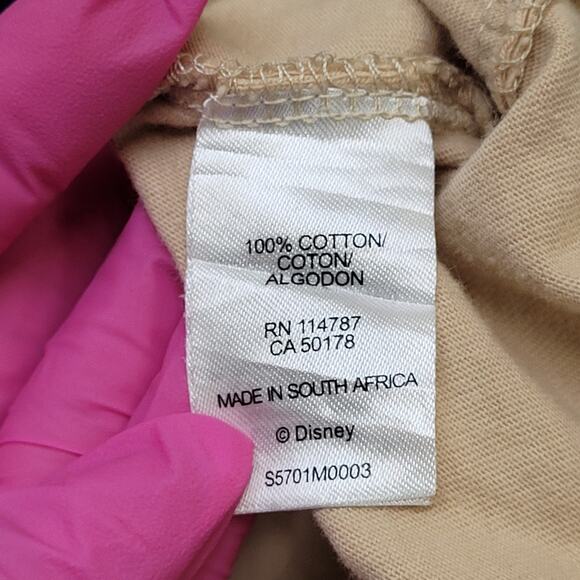 100% COTTON/
COTON/
ALGODON
RN 114787
CA 50178
MADE IN SOUTH AFRICA
© Disney
S5701M0003